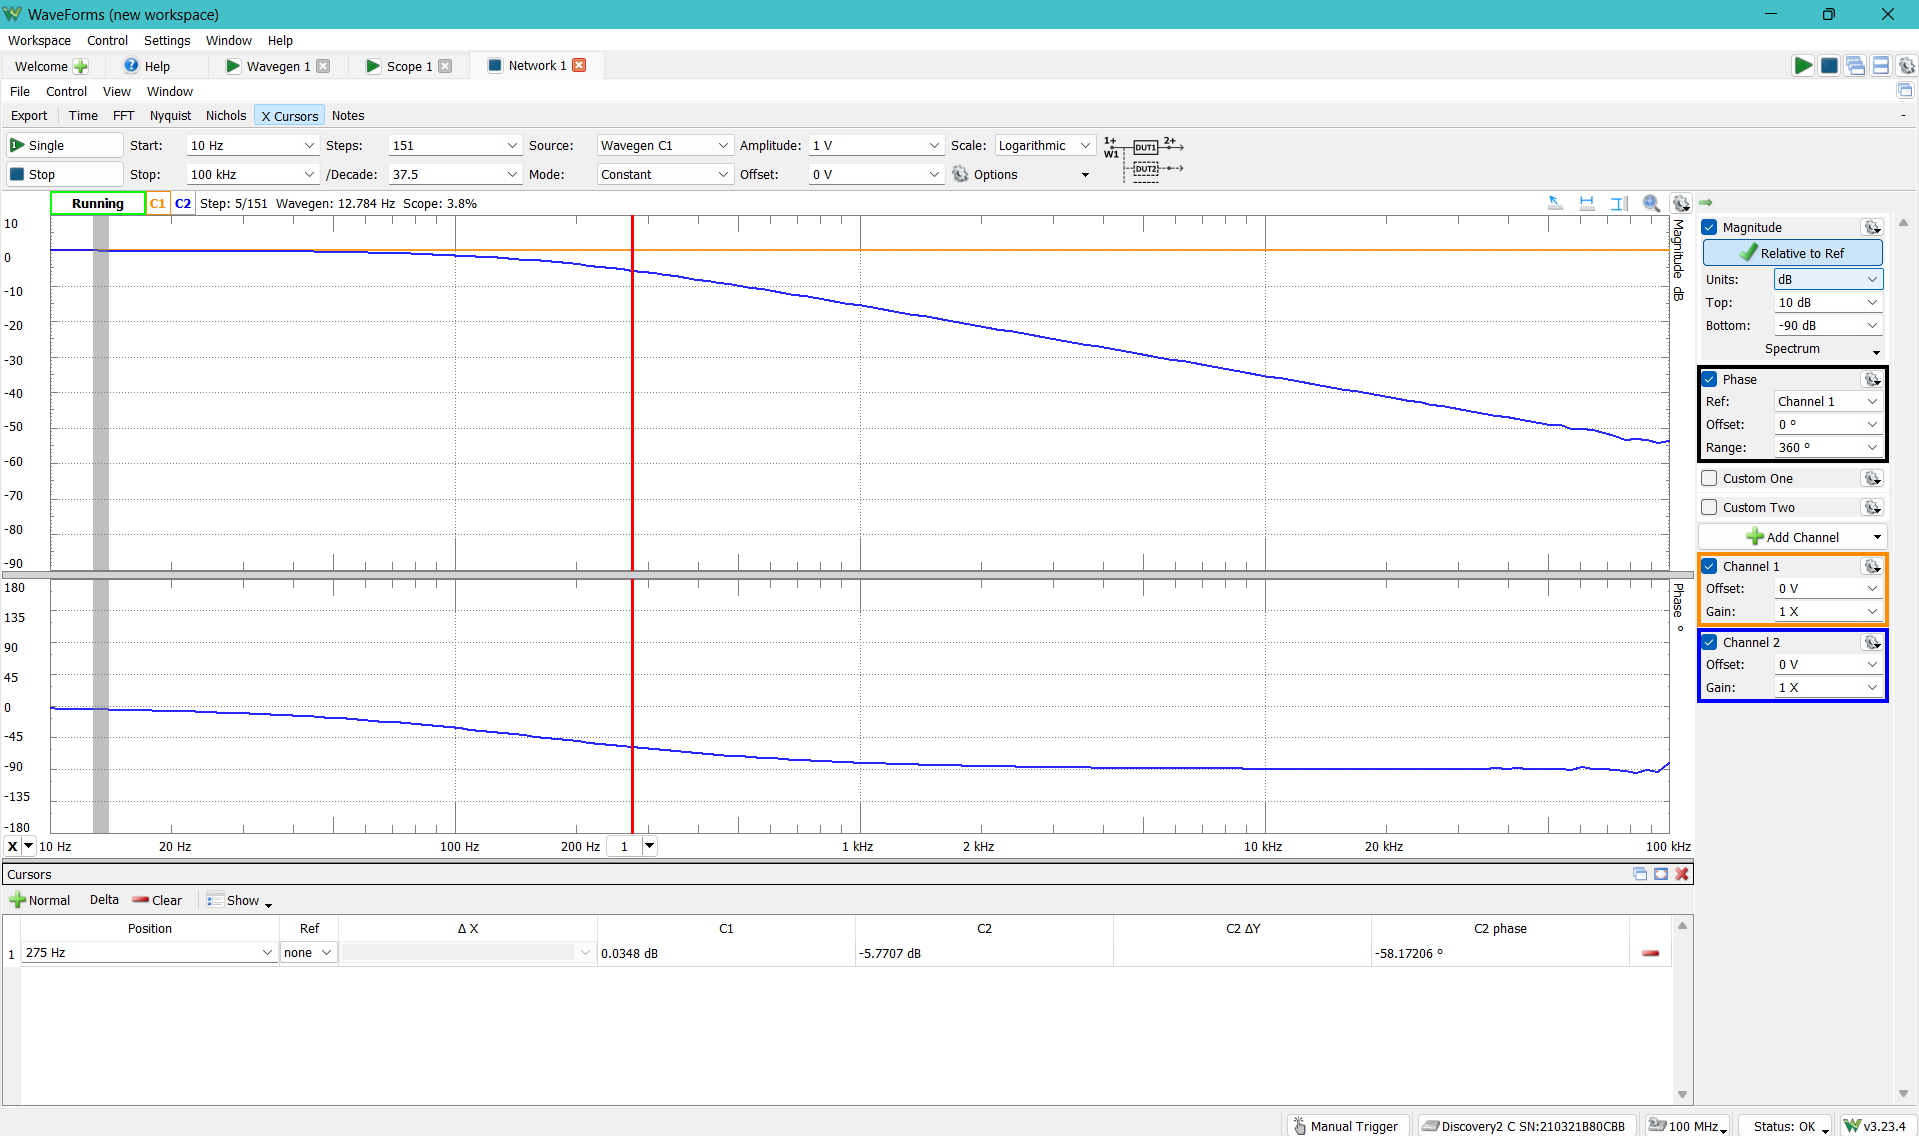 WaveForms (new workspace)
Workspace Control Settings Window Help
Welcome Help Wavegen 1 Scope 1 Network 1
File Control View Window
Export Time FFT Nyquist Nichols X Cursors Notes
Single Start: 10 Hz Steps: 151 Source: Wavegen C1 Amplitude: 1 V Scale: Logarithmic 1+ W1 DUT1 2+
Stop Stop: 100 kHz /Decade: 37.5 Mode: Constant Offset: 0 V Options DUT2
Running C1 C2 Step: 5/151 Wavegen: 12.784 Hz Scope: 3.8%
10
0
-10
-20
-30
-40
-50
-60
-70
-80
-90
Magnitude dB
180
135
90
45
0
-45
-90
-135
-180
Phase °
X 10 Hz 20 Hz 100 Hz 200 Hz 1 1 kHz 2 kHz 10 kHz 20 kHz 100 kHz
Magnitude
Relative to Ref
Units: dB
Top: 10 dB
Bottom: -90 dB
Spectrum
Phase
Ref: Channel 1
Offset: 0 °
Range: 360 °
Custom One
Custom Two
Add Channel
Channel 1
Offset: 0 V
Gain: 1 X
Channel 2
Offset: 0 V
Gain: 1 X
Cursors
Normal Delta Clear Show
Position Ref Δ X C1 C2 C2 ΔY C2 phase
1 275 Hz none 0.0348 dB -5.7707 dB -58.17206 °
Manual Trigger Discovery2 C SN:210321B80CBB 100 MHz Status: OK v3.23.4